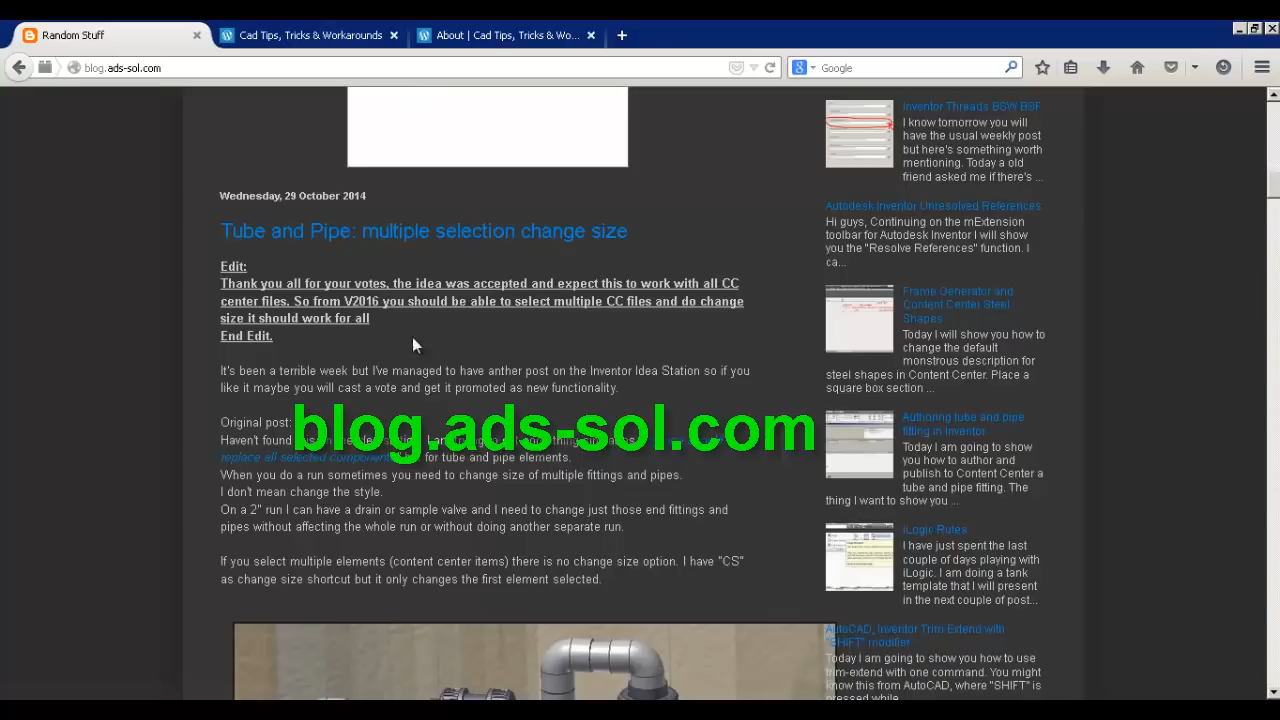 Random Stuff
Cad Tips, Tricks & Workarounds
About | Cad Tips, Tricks & Wo...
blog.ads-sol.com
Google
Wednesday, 29 October 2014
Tube and Pipe: multiple selection change size
Edit:
Thank you all for your votes, the idea was accepted and expect this to work with all CC
center files. So from V2016 you should be able to select multiple CC files and do change
size it should work for all
End Edit.
It's been a terrible week but I've managed to have anther post on the Inventor Idea Station so if you
like it maybe you will cast a vote and get it promoted as new functionality.
Original post:
Haven't found
blog.ads-sol.com
replace all selected component
for tube and pipe elements.
When you do a run sometimes you need to change size of multiple fittings and pipes.
I don't mean change the style.
On a 2" run I can have a drain or sample valve and I need to change just those end fittings and
pipes without affecting the whole run or without doing another separate run.
If you select multiple elements (content center items) there is no change size option. I have "CS"
as change size shortcut but it only changes the first element selected.
Inventor Threads BSW BSF
I know tomorrow you will
have the usual weekly post
but here's something worth
mentioning. Today a old
friend asked me if there's ...
Autodesk Inventor Unresolved References
Hi guys, Continuing on the mExtension
toolbar for Autodesk Inventor I will show
you the "Resolve References" function. I
ca...
Frame Generator and
Content Center Steel
Shapes
Today I will show you how to
change the default
monstrous description for
steel shapes in Content Center. Place a
square box section ...
Authoring tube and pipe
fitting in Inventor
Today I am going to show
you how to author and
publish to Content Center a
tube and pipe fitting. The
thing I want to show you ...
iLogic Rules
I have just spent the last
couple of days playing with
iLogic. I am doing a tank
template that I will present
in the next couple of post...
AutoCAD, Inventor Trim Extend with
"SHIFT" modifier
Today I am going to show you how to use
trim-extend with one command. You might
know this from AutoCAD, where "SHIFT" is
pressed while